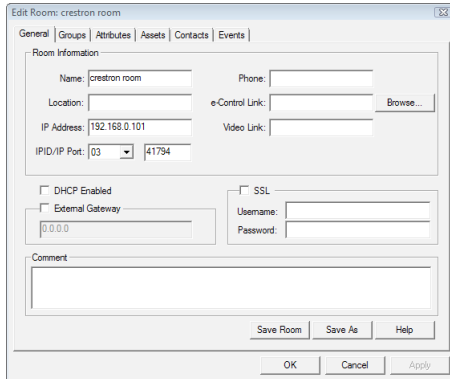 Edit Room: crestron room
General Groups Attributes Assets Contacts Events
Room Information
Name: crestron room Phone:
Location: e-Control Link: Browse...
IP Address: 192.168.0.101 Video Link:
IPID/IP Port: 03 41794
DHCP Enabled SSL
External Gateway Username:
0.0.0.0 Password:
Comment
Save Room Save As Help
OK Cancel Apply